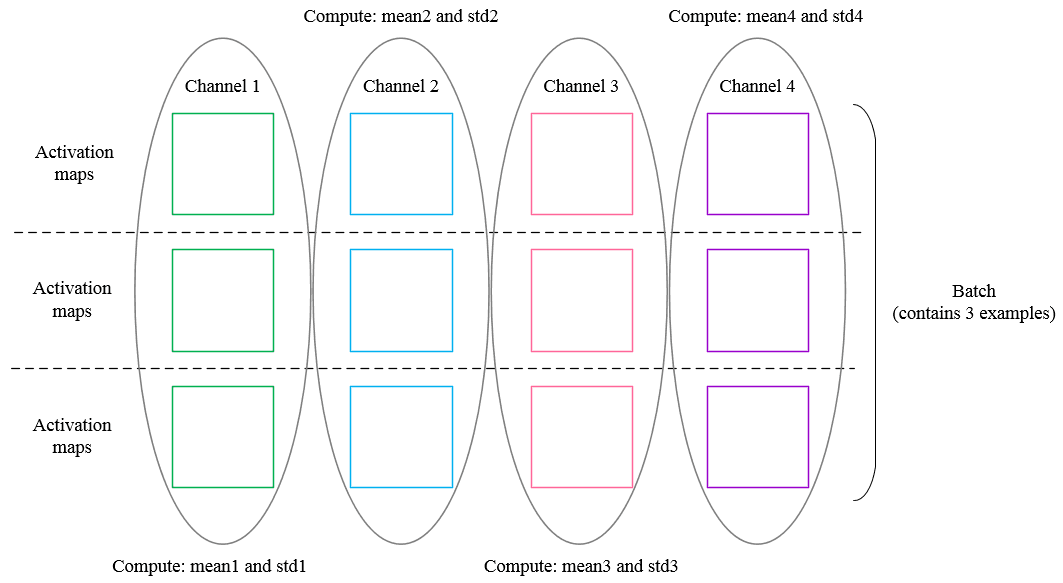 Compute: mean2 and std2
Compute: mean4 and std4
Channel 1
Channel 2
Channel 3
Channel 4
Activation
maps
Activation
maps
Batch
(contains 3 examples)
Activation
maps
Compute: mean1 and std1
Compute: mean3 and std3